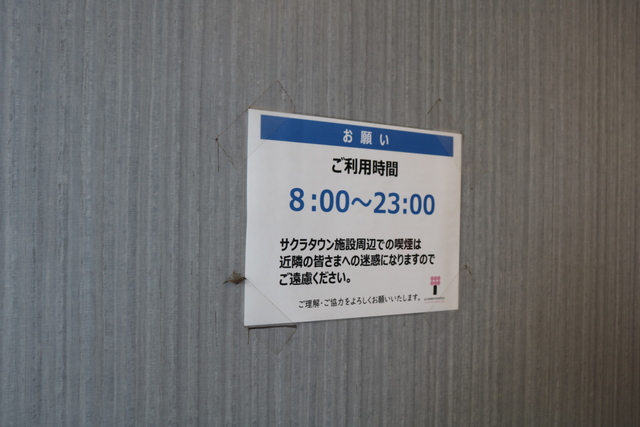 お願い
ご利用時間
8:00～23:00
サクラタウン施設周辺での喫煙は
近隣の皆さまへの迷惑になりますので
ご遠慮ください。
ご理解・ご協力をよろしくお願いいたします。